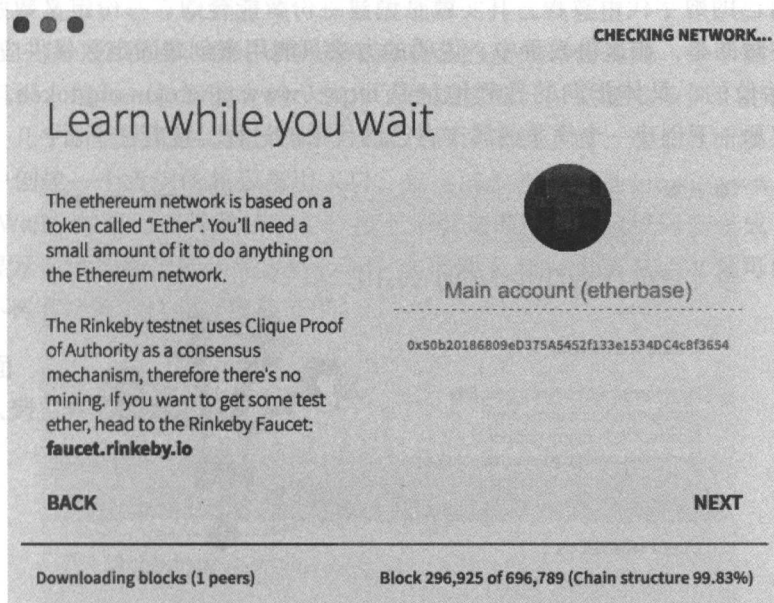 CHECKING NETWORK...
Learn while you wait
The ethereum network is based on a
token called "Ether". You'll need a
small amount of it to do anything on
the Ethereum network.
The Rinkeby testnet uses Clique Proof
of Authority as a consensus
mechanism, therefore there's no
mining. If you want to get some test
ether, head to the Rinkeby Faucet:
faucet.rinkeby.io
Main account (etherbase)
0x50b20186809eD375A5452f133e1534DC4c8f3654
BACK
NEXT
Downloading blocks (1 peers)
Block 296,925 of 696,789 (Chain structure 99.83%)